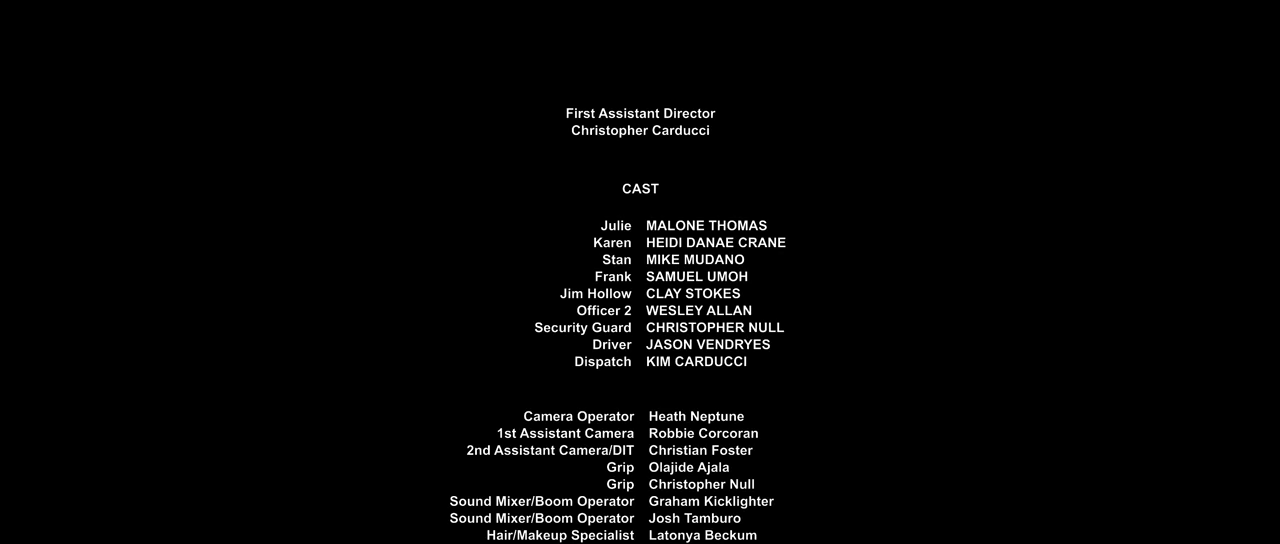 First Assistant Director
Christopher Carducci
CAST
Julie MALONE THOMAS
Karen HEIDI DANAE CRANE
Stan MIKE MUDANO
Frank SAMUEL UMOH
Jim Hollow CLAY STOKES
Officer 2 WESLEY ALLAN
Security Guard CHRISTOPHER NULL
Driver JASON VENDRYES
Dispatch KIM CARDUCCI
Camera Operator Heath Neptune
1st Assistant Camera Robbie Corcoran
2nd Assistant Camera/DIT Christian Foster
Grip Olajide Ajala
Grip Christopher Null
Sound Mixer/Boom Operator Graham Kicklighter
Sound Mixer/Boom Operator Josh Tamburo
Hair/Makeup Specialist Latonya Beckum